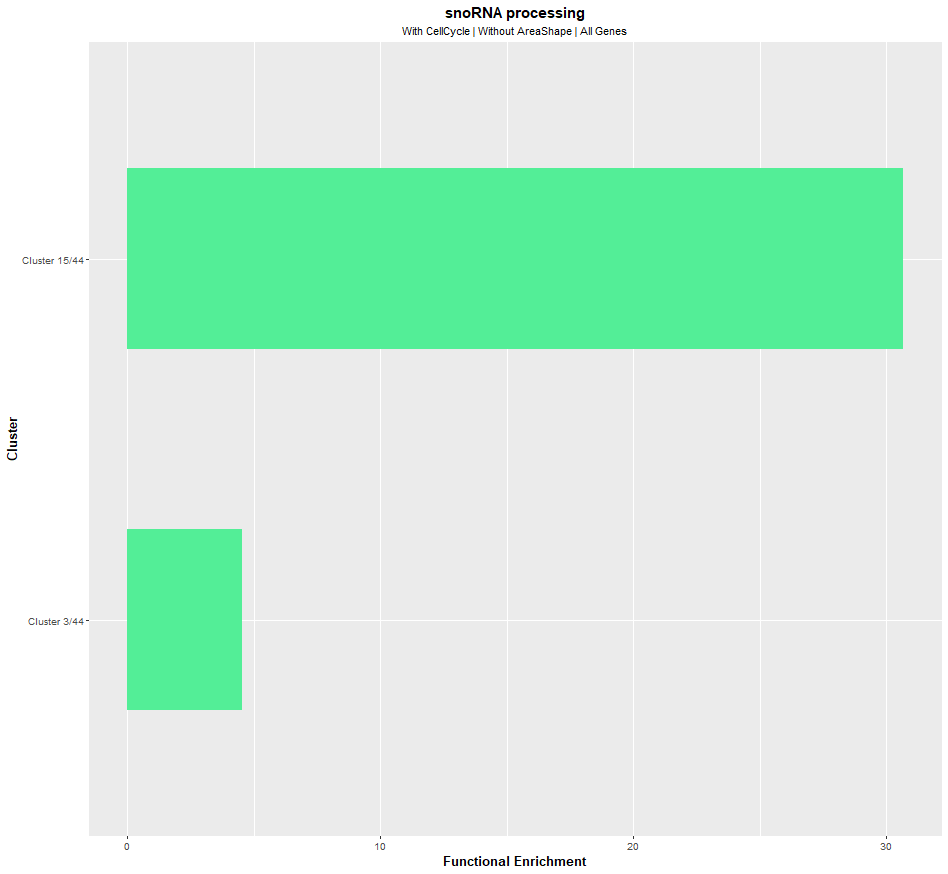 snoRNA processing
With CellCycle | Without AreaShape | All Genes
Cluster
Cluster 15/44
Cluster 3/44
0 10 20 30
Functional Enrichment